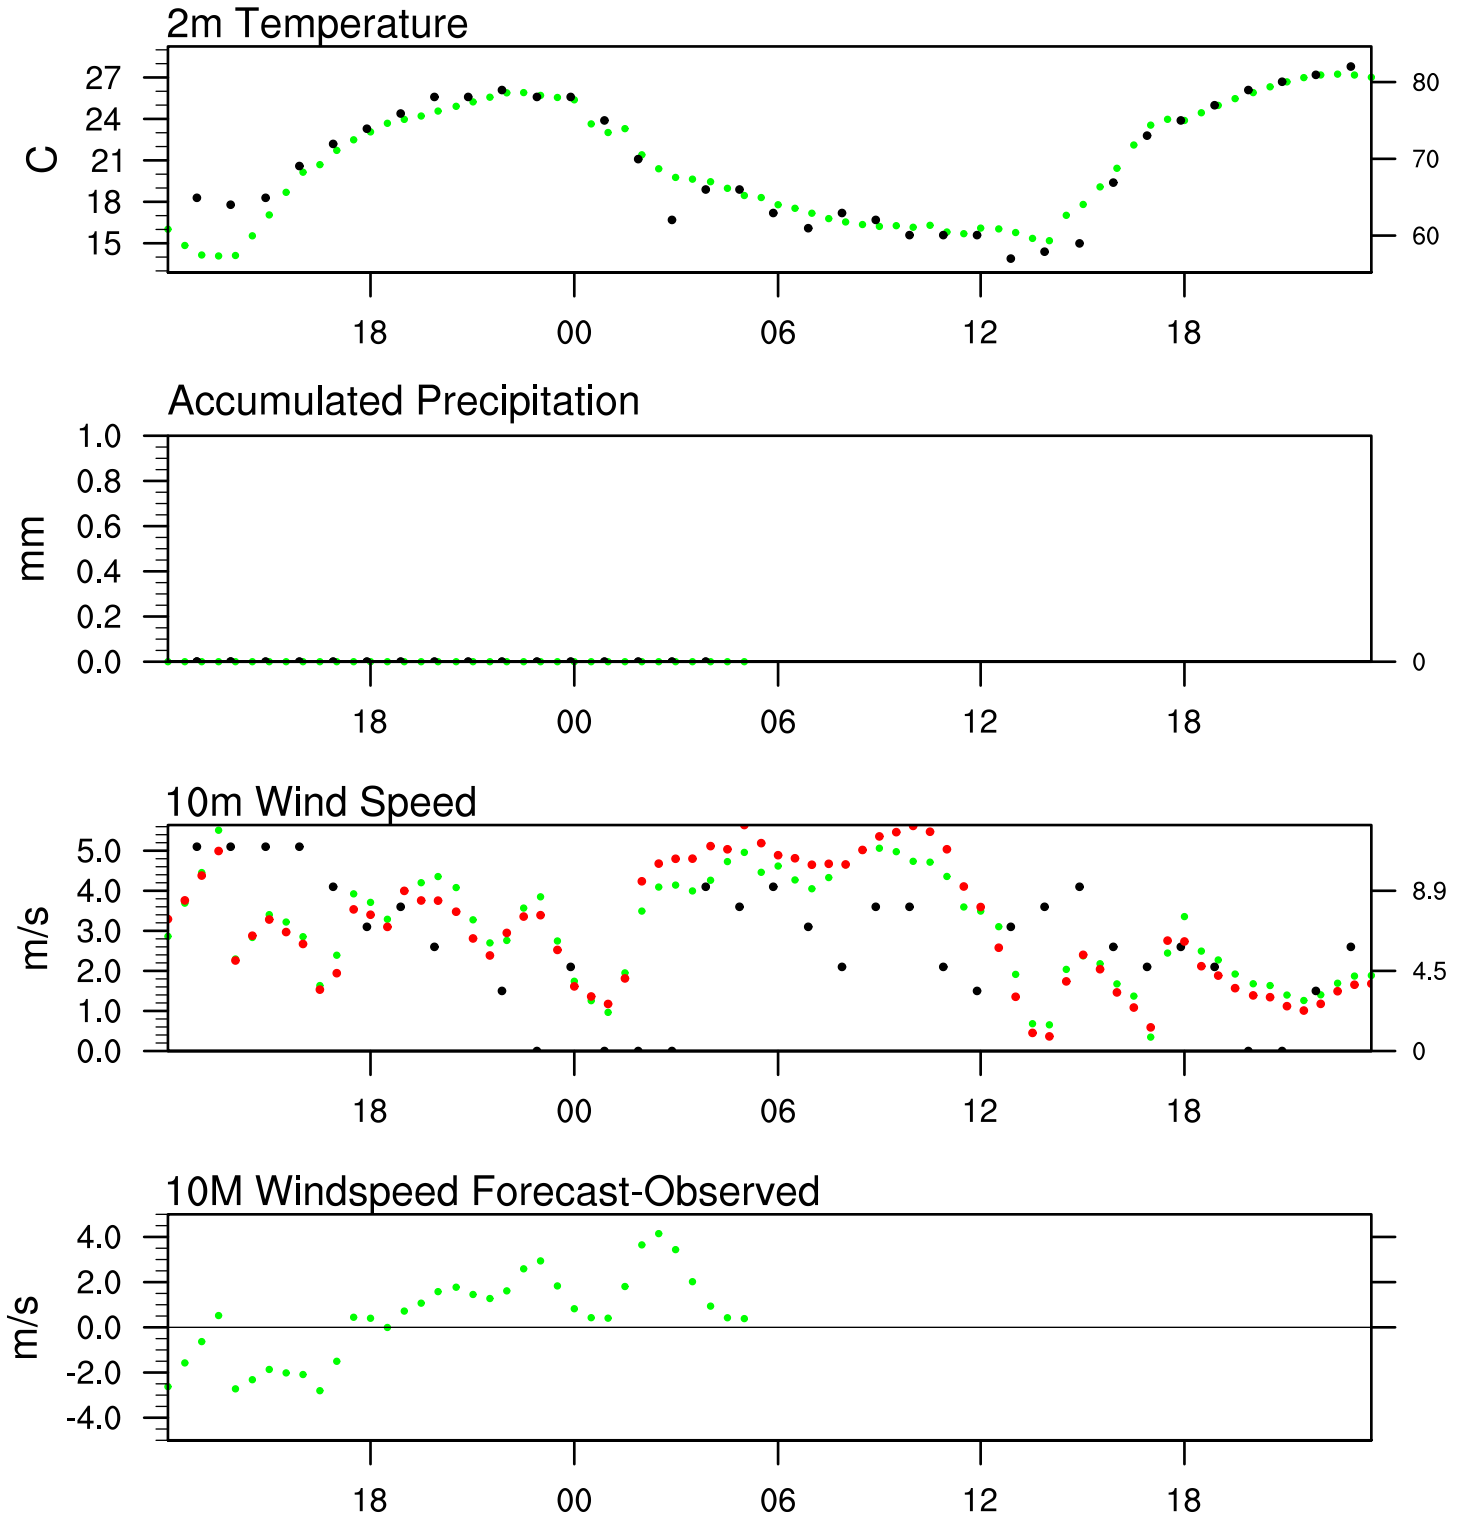 2m Temperature
27
24
21
18
15
C
80
70
60
18 00 06 12 18
Accumulated Precipitation
1.0
0.8
0.6
0.4
0.2
0.0
mm
0
18 00 06 12 18
10m Wind Speed
5.0
4.0
3.0
2.0
1.0
0.0
m/s
8.9
4.5
0
18 00 06 12 18
10M Windspeed Forecast-Observed
4.0
2.0
0.0
-2.0
-4.0
m/s
18 00 06 12 18